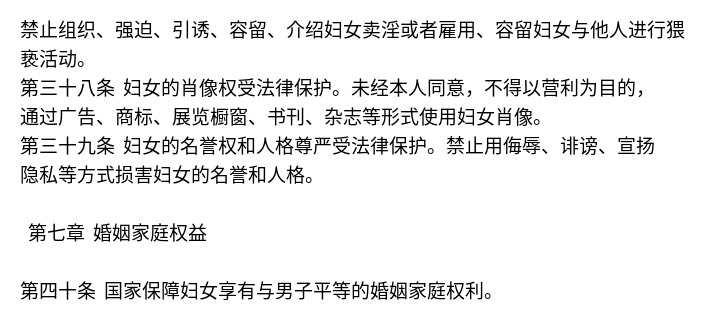 禁止组织、强迫、引诱、容留、介绍妇女卖淫或者雇用、容留妇女与他人进行猥
亵活动。
第三十八条 妇女的肖像权受法律保护。未经本人同意，不得以营利为目的，
通过广告、商标、展览橱窗、书刊、杂志等形式使用妇女肖像。
第三十九条 妇女的名誉权和人格尊严受法律保护。禁止用侮辱、诽谤、宣扬
隐私等方式损害妇女的名誉和人格。
第七章 婚姻家庭权益
第四十条 国家保障妇女享有与男子平等的婚姻家庭权利。